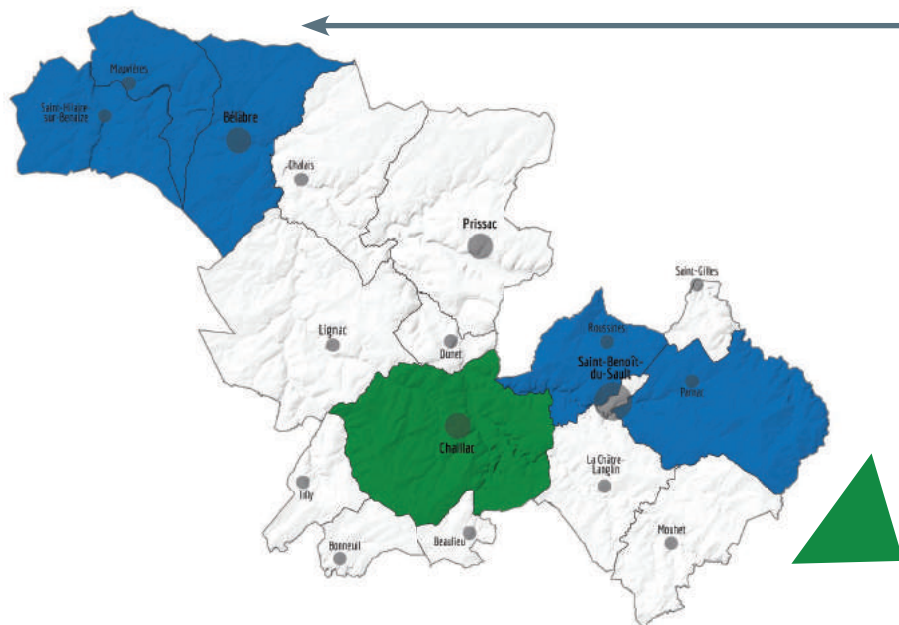 Mauvières
Saint-Hilaire
sur-Benaize
Bélâbre
Chalais
Prissac
Saint-Gilles
Lignac
Dunet
Roussines
Saint-Benoît-
du-Sault
Parnac
Chaillac
La Châtre-
Langlin
Tilly
Beaulieu
Bonneuil
Mouhet